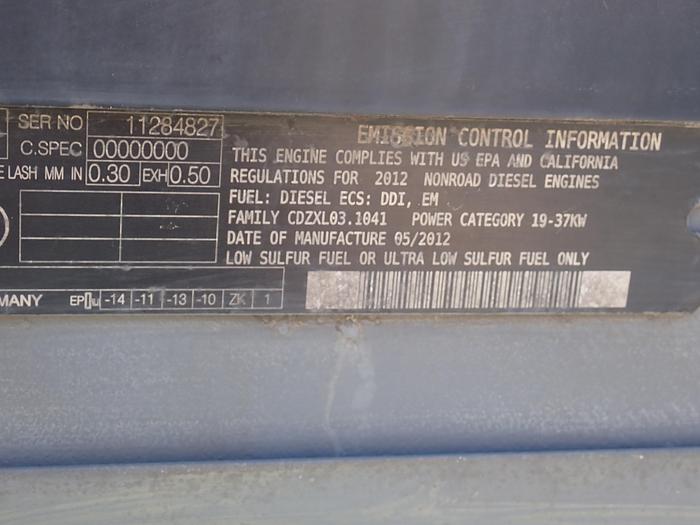 SER NO 11284827
C.SPEC 00000000
E LASH MM IN 0.30 EXH 0.50
MANY EP -14 -11 -13 -10 ZK 1
EMISSION CONTROL INFORMATION
THIS ENGINE COMPLIES WITH US EPA AND CALIFORNIA
REGULATIONS FOR 2012 NONROAD DIESEL ENGINES
FUEL: DIESEL ECS: DDI, EM
FAMILY CDZXL03.1041 POWER CATEGORY 19-37KW
DATE OF MANUFACTURE 05/2012
LOW SULFUR FUEL OR ULTRA LOW SULFUR FUEL ONLY